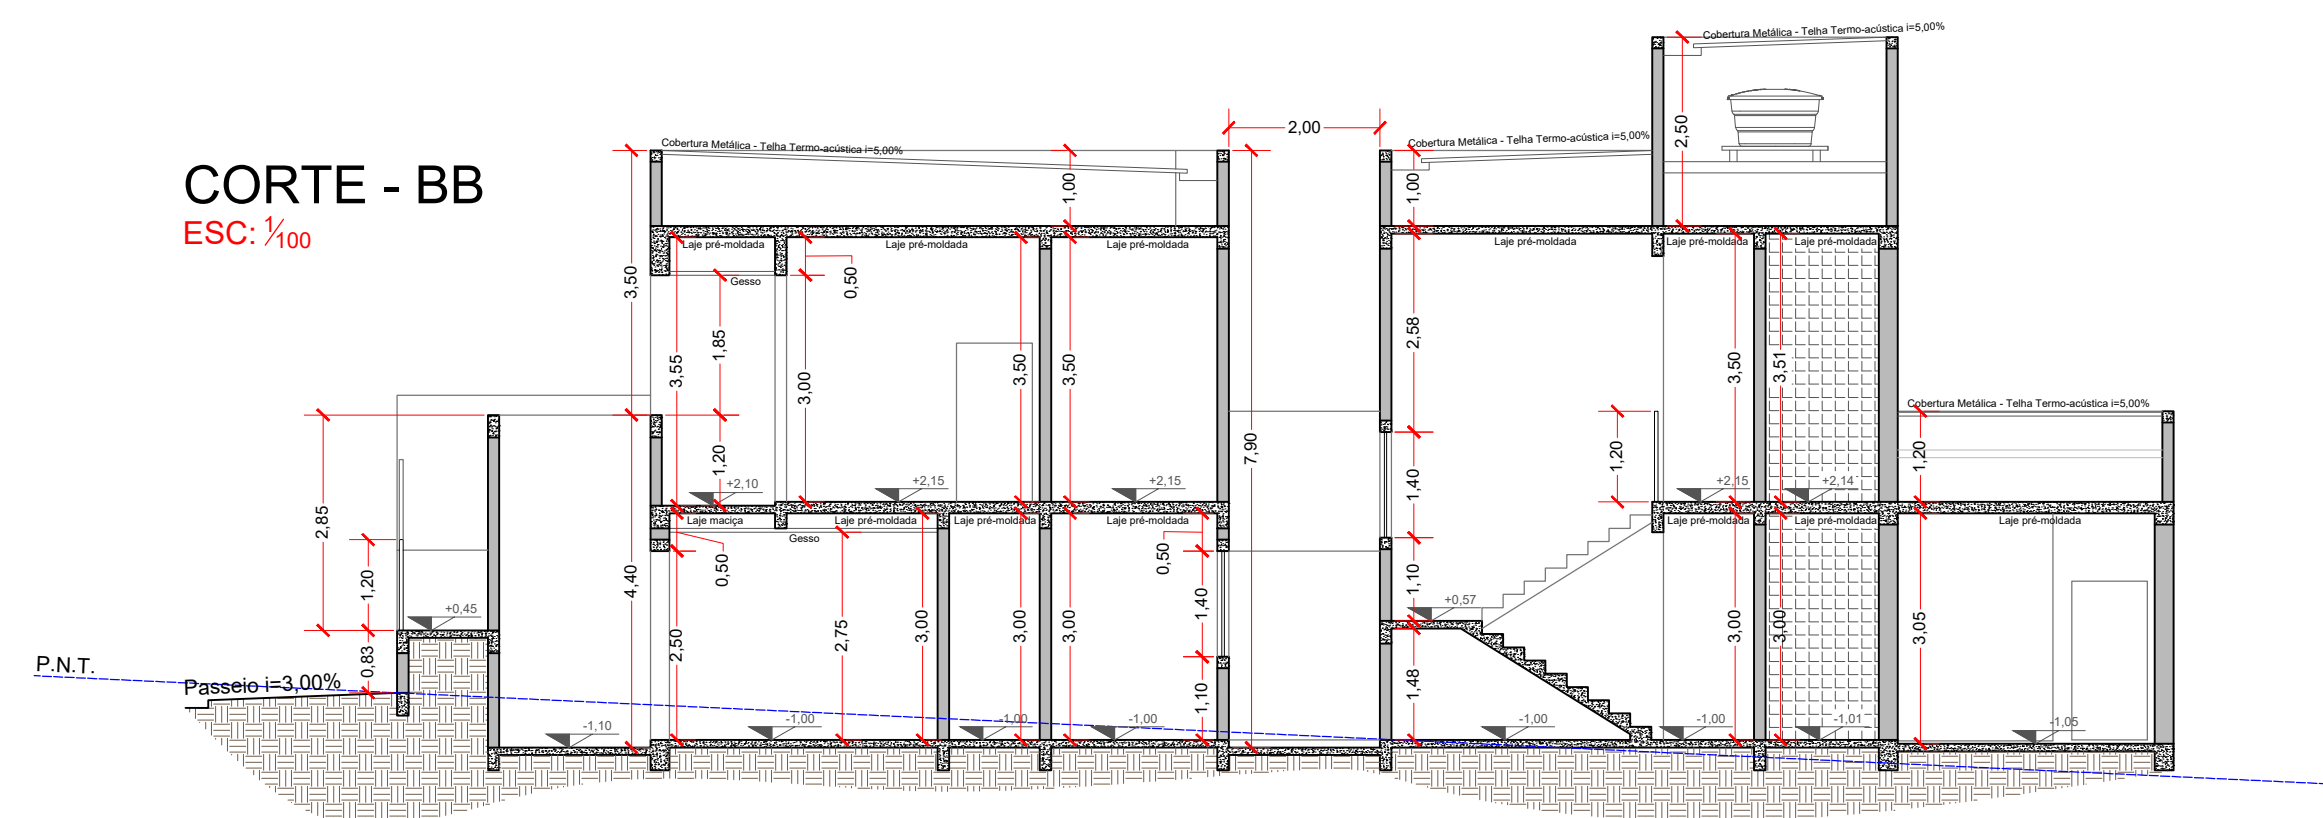 Cobertura Metálica - Telha Termo-acústica i=5,00%
2,50
2,00
Cobertura Metálica - Telha Termo-acústica i=5,00%
Cobertura Metálica - Telha Termo-acústica i=5,00%
CORTE - BB
ESC: 1/100
1,00
1,00
Laje pré-moldada
Laje pré-moldada
Laje pré-moldada
Laje pré-moldada
Laje pré-moldada
Laje pré-moldada
Gesso
3,50
0,50
1,85
3,55
3,00
3,50
3,50
2,58
3,50
3,51
Cobertura Metálica - Telha Termo-acústica i=5,00%
7,90
1,20
1,40
1,20
1,20
+2,10
+2,15
+2,15
+2,15
+2,14
2,85
Laje maciça
Laje pré-moldada
Laje pré-moldada
Laje pré-moldada
Laje pré-moldada
Laje pré-moldada
Laje pré-moldada
Gesso
0,50
0,50
1,20
4,40
1,40
1,10
+0,45
+0,57
2,50
2,75
3,00
3,00
3,00
3,00
3,00
3,05
0,83
P.N.T.
Passeio i=3,00%
1,10
1,48
-1,10
-1,00
-1,00
-1,00
-1,00
-1,00
-1,01
-1,05